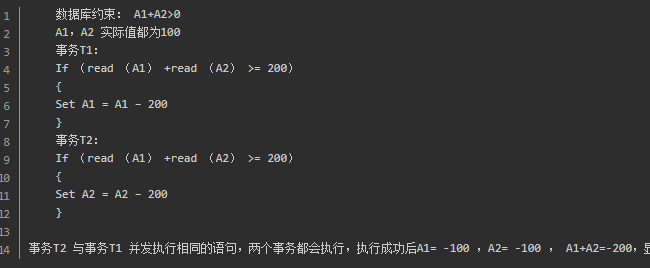 1 数据库约束： A1+A2>0
2 A1，A2 实际值都为100
3 事务T1：
4 If （read （A1） +read （A2） >= 200）
5 {
6 Set A1 = A1 – 200
7 }
8 事务T2：
9 If （read （A1） +read （A2） >= 200）
10 {
11 Set A2 = A2 – 200
12 }
13
14 事务T2 与事务T1 并发执行相同的语句，两个事务都会执行，执行成功后A1= -100 ，A2= -100 ， A1+A2=-200，